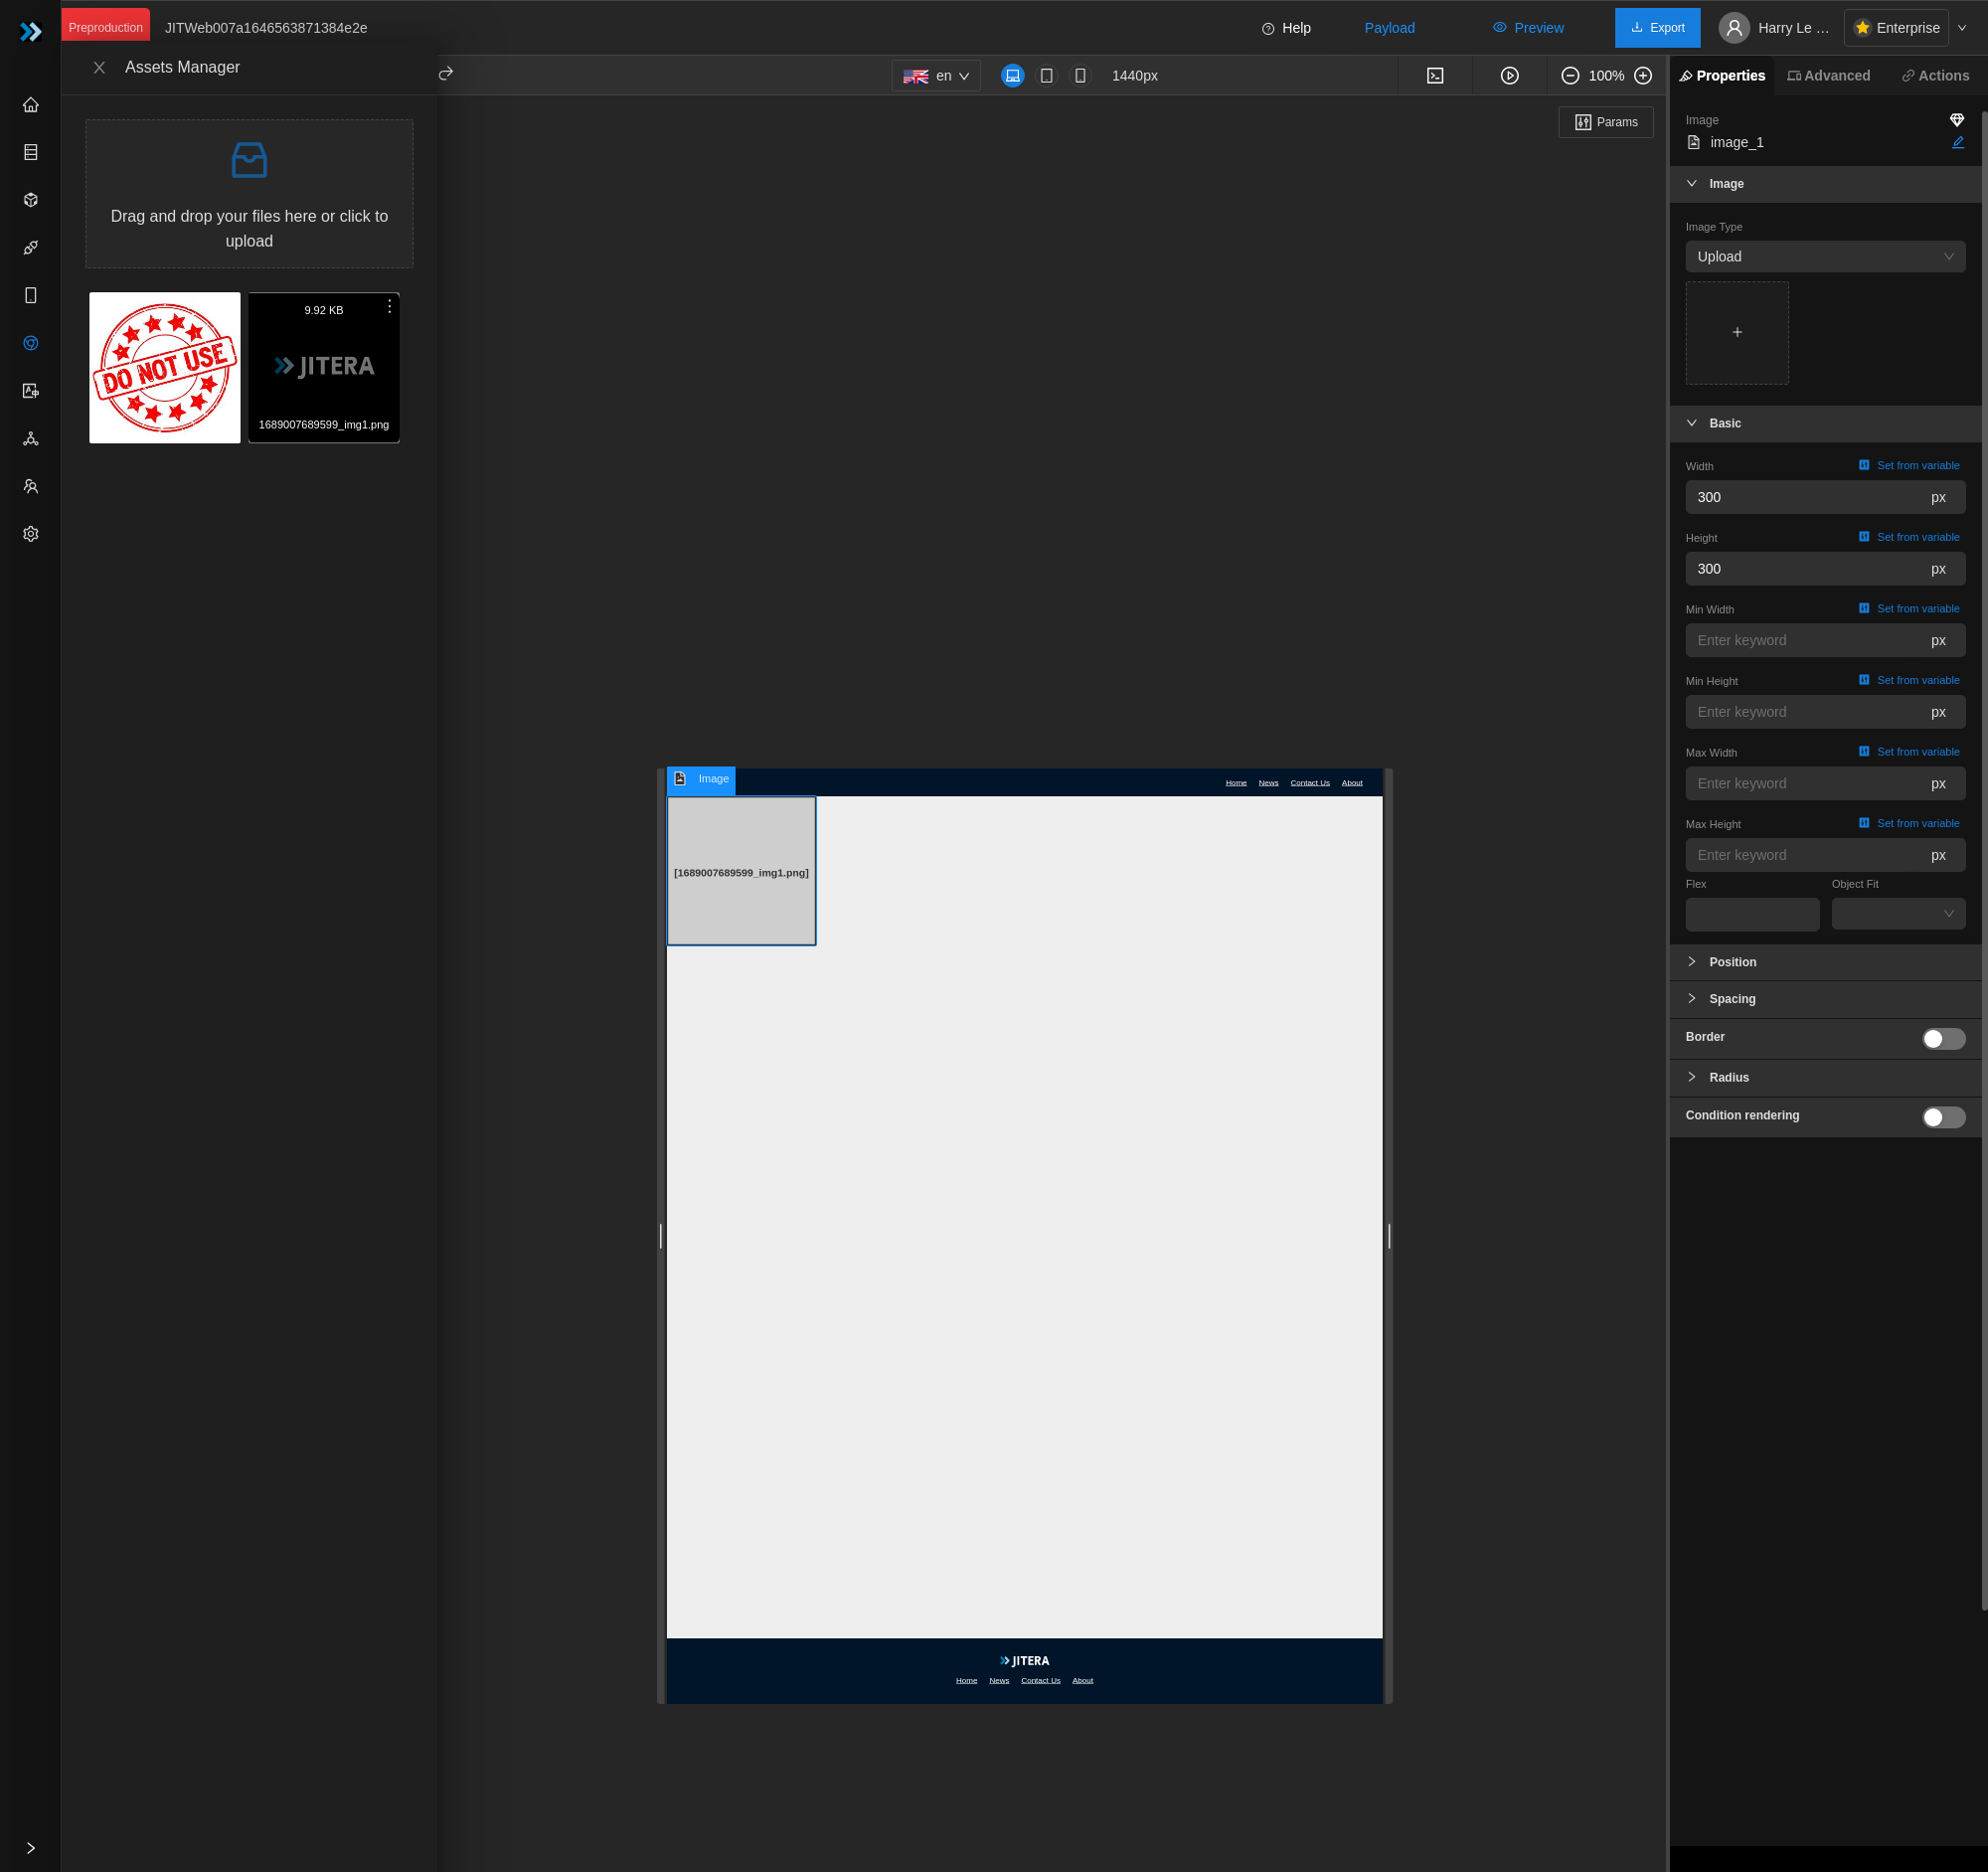 Preproduction
JITWeb007a1646563871384e2e
Help
Payload
Preview
Export
Harry Le ...
Enterprise
Assets Manager
en
1440px
100%
Properties
Advanced
Actions
Params
Drag and drop your files here or click to
upload
DO NOT USE
9.92 KB
JITERA
1689007689599_img1.png
Image
Home
News
Contact Us
About
[1689007689599_img1.png]
JITERA
Home
News
Contact Us
About
Image
image_1
Image
Image Type
Upload
Basic
Width
Set from variable
300
px
Height
Set from variable
300
px
Min Width
Set from variable
Enter keyword
px
Min Height
Set from variable
Enter keyword
px
Max Width
Set from variable
Enter keyword
px
Max Height
Set from variable
Enter keyword
px
Flex
Object Fit
Position
Spacing
Border
Radius
Condition rendering